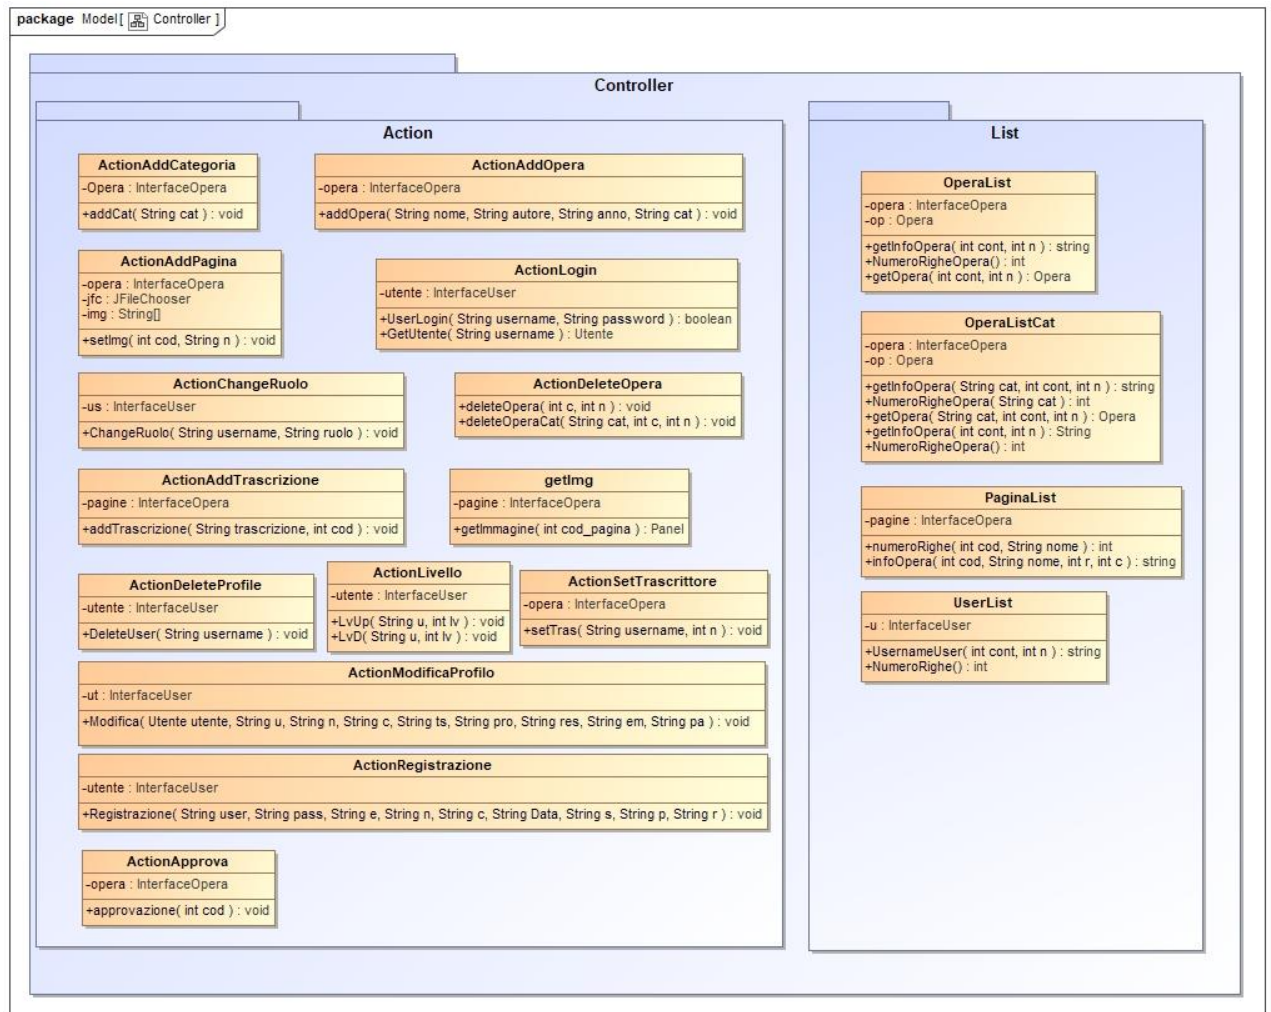 package Model[ Controller ]
Controller
Action
ActionAddCategoria
-Opera : InterfaceOpera
+addCat( String cat ) : void
ActionAddOpera
-opera : InterfaceOpera
+addOpera( String nome, String autore, String anno, String cat ) : void
ActionAddPagina
-opera : InterfaceOpera
-jfc : JFileChooser
-img : String[]
+setImg( int cod, String n ) : void
ActionLogin
-utente : InterfaceUser
+UserLogin( String username, String password ) : boolean
+GetUtente( String username ) : Utente
ActionChangeRuolo
-us : InterfaceUser
+ChangeRuolo( String username, String ruolo ) : void
ActionDeleteOpera
+deleteOpera( int c, int n ) : void
+deleteOperaCat( String cat, int c, int n ) : void
ActionAddTrascrizione
-pagine : InterfaceOpera
+addTrascrizione( String trascrizione, int cod ) : void
getImg
-pagine : InterfaceOpera
+getImmagine( int cod_pagina ) : Panel
ActionDeleteProfile
-utente : InterfaceUser
+DeleteUser( String username ) : void
ActionLivello
-utente : InterfaceUser
+LvUp( String u, int lv ) : void
+LvD( String u, int lv ) : void
ActionSetTrascrittore
-opera : InterfaceOpera
+setTras( String username, int n ) : void
ActionModificaProfilo
-ut : InterfaceUser
+Modifica( Utente utente, String u, String n, String c, String ts, String pro, String res, String em, String pa ) : void
ActionRegistrazione
-utente : InterfaceUser
+Registrazione( String user, String pass, String e, String n, String c, String Data, String s, String p, String r ) : void
ActionApprova
-opera : InterfaceOpera
+approvazione( int cod ) : void
List
OperaList
-opera : InterfaceOpera
-op : Opera
+getInfoOpera( int cont, int n ) : string
+NumeroRigheOpera() : int
+getOpera( int cont, int n ) : Opera
OperaListCat
-opera : InterfaceOpera
-op : Opera
+getInfoOpera( String cat, int cont, int n ) : string
+NumeroRigheOpera( String cat ) : int
+getOpera( String cat, int cont, int n ) : Opera
+getInfoOpera( int cont, int n ) : String
+NumeroRigheOpera() : int
PaginaList
-pagine : InterfaceOpera
+numeroRighe( int cod, String nome ) : int
+infoOpera( int cod, String nome, int r, int c ) : string
UserList
-u : InterfaceUser
+UsernameUser( int cont, int n ) : string
+NumeroRighe() : int